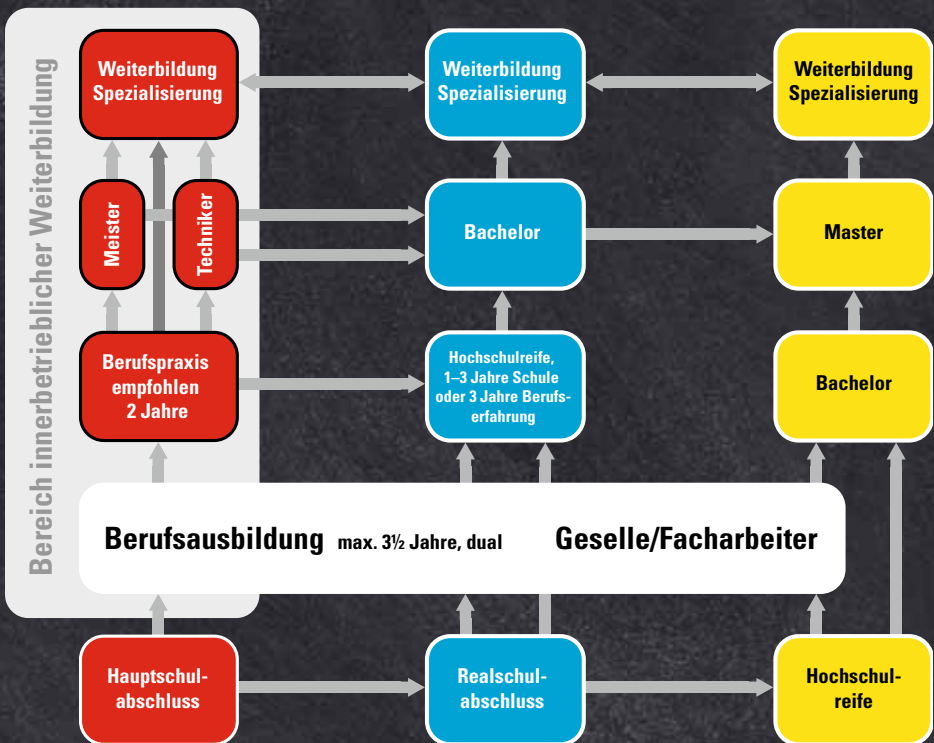 Bereich innerbetrieblicher Weiterbildung
Weiterbildung
Spezialisierung
Weiterbildung
Spezialisierung
Weiterbildung
Spezialisierung
Meister
Techniker
Bachelor
Master
Berufspraxis
empfohlen
2 Jahre
Hochschulreife,
1–3 Jahre Schule
oder 3 Jahre Berufs-
erfahrung
Bachelor
Berufsausbildung max. 3½ Jahre, dual Geselle/Facharbeiter
Hauptschul-
abschluss
Realschul-
abschluss
Hochschul-
reife